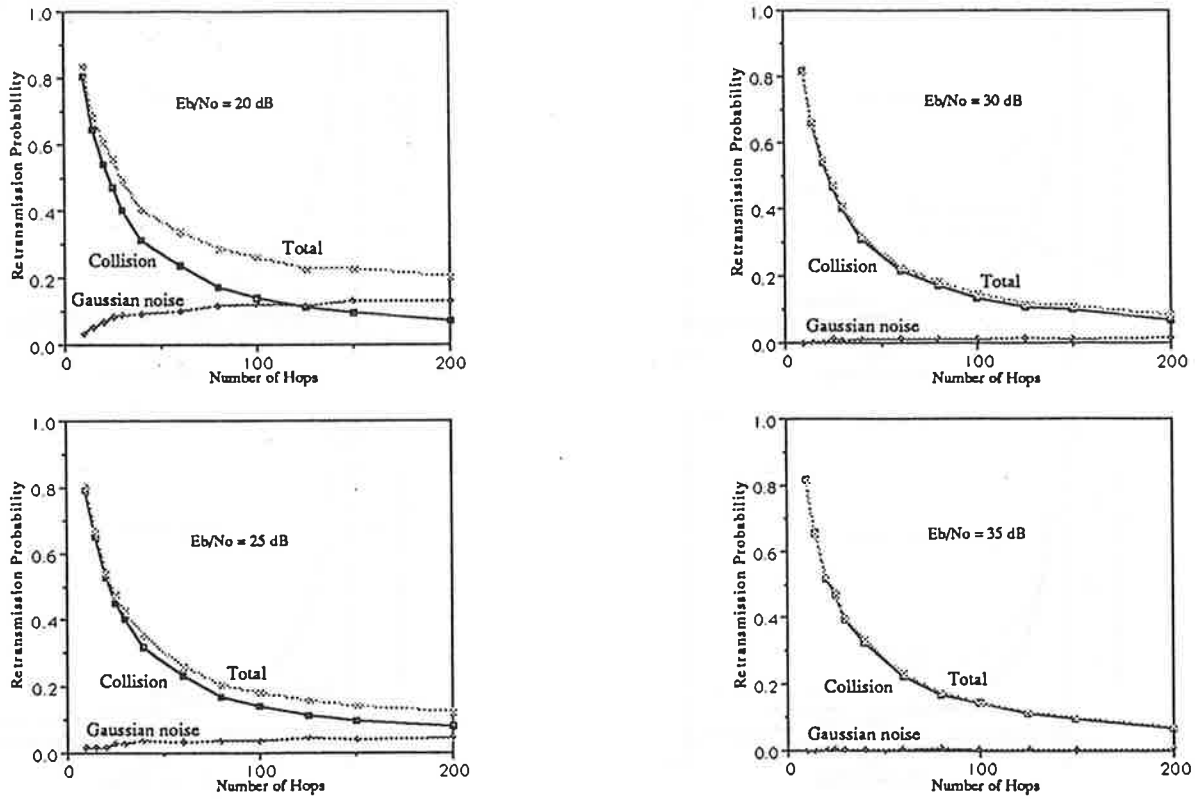 1.0
0.8
0.6
0.4
0.2
0.0
Retransmission Probability
Eb/No = 20 dB
Total
Collision
Gaussian noise
0
100
200
Number of Hops
1.0
0.8
0.6
0.4
0.2
0.0
Retransmission Probability
Eb/No = 30 dB
Collision
Total
Gaussian noise
0
100
200
Number of Hops
1.0
0.8
0.6
0.4
0.2
0.0
Retransmission Probability
Eb/No = 25 dB
Total
Collision
Gaussian noise
0
100
200
Number of Hops
1.0
0.8
0.6
0.4
0.2
0.0
Retransmission Probability
Eb/No = 35 dB
Total
Collision
Gaussian noise
0
100
200
Number of Hops